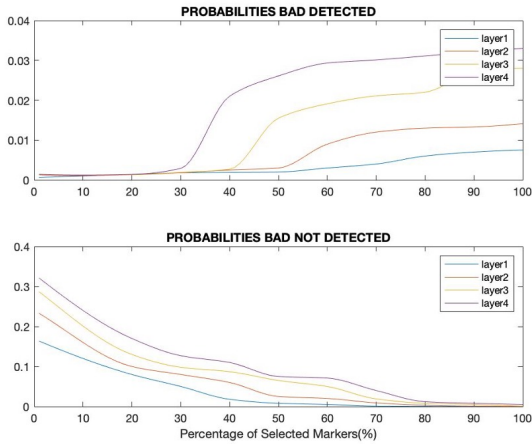 PROBABILITIES BAD DETECTED
0.04
0.03
0.02
0.01
0
layer1
layer2
layer3
layer4
0 10 20 30 40 50 60 70 80 90 100
PROBABILITIES BAD NOT DETECTED
0.4
0.3
0.2
0.1
0
layer1
layer2
layer3
layer4
0 10 20 30 40 50 60 70 80 90 100
Percentage of Selected Markers(%)